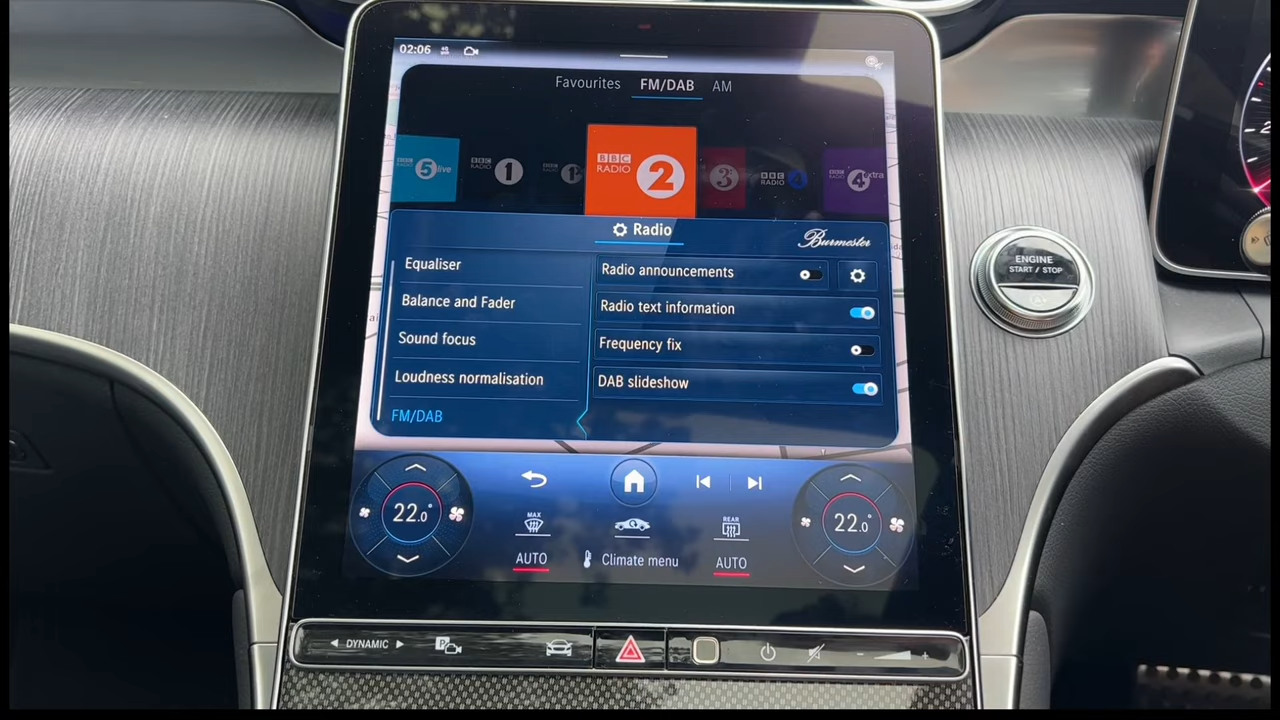 02:06
Favourites FM/DAB AM
BBC RADIO 5 live
BBC RADIO 1
BBC RADIO 1
BBC RADIO 2
3
BBC RADIO 4
BBC RADIO 4 extra
Radio
Burmester
Equaliser
Balance and Fader
Sound focus
Loudness normalisation
FM/DAB
Radio announcements
Radio text information
Frequency fix
DAB slideshow
ENGINE
START / STOP
A
22.0°
22.0°
MAX
REAR
AUTO
Climate menu
AUTO
DYNAMIC
P
- +